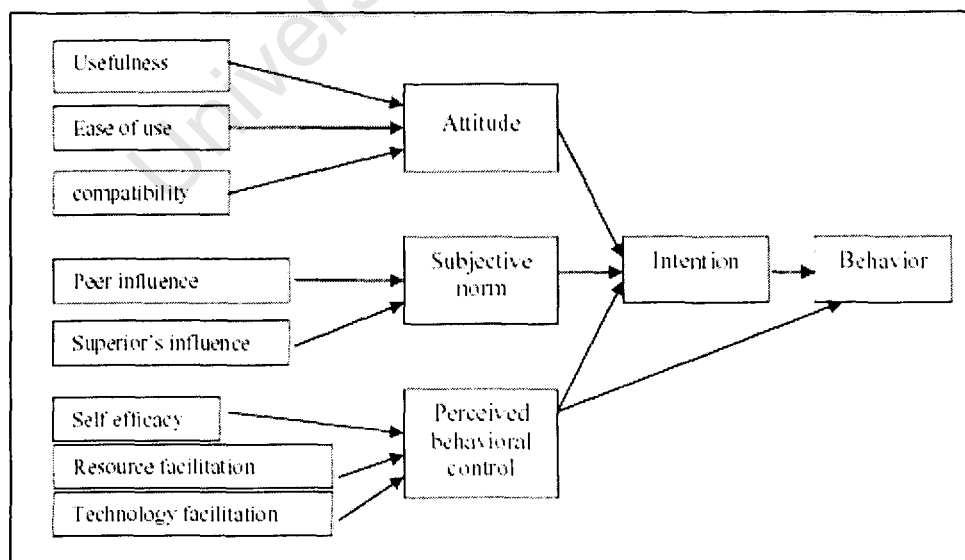 Univers
Usefulness
Ease of use
compatibility
Attitude
Peer influence
Superior's influence
Subjective
norm
Intention
Behavior
Self efficacy
Resource facilitation
Technology facilitation
Perceived
behavioral
control